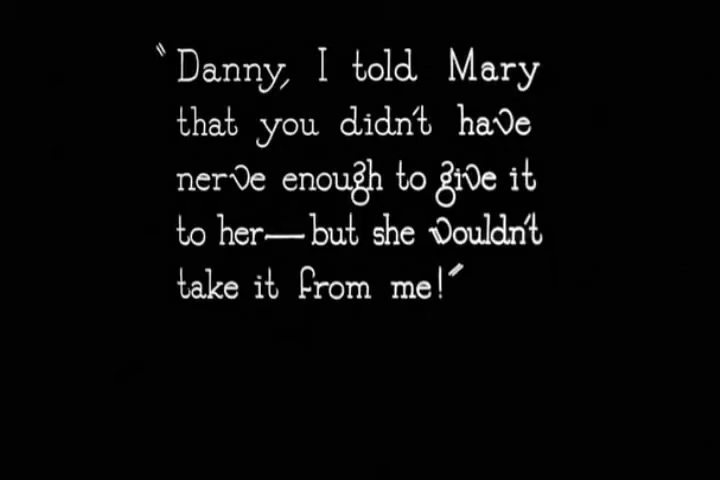 "Danny, I told Mary
that you didn't have
nerve enough to give it
to her—but she wouldn't
take it from me!"